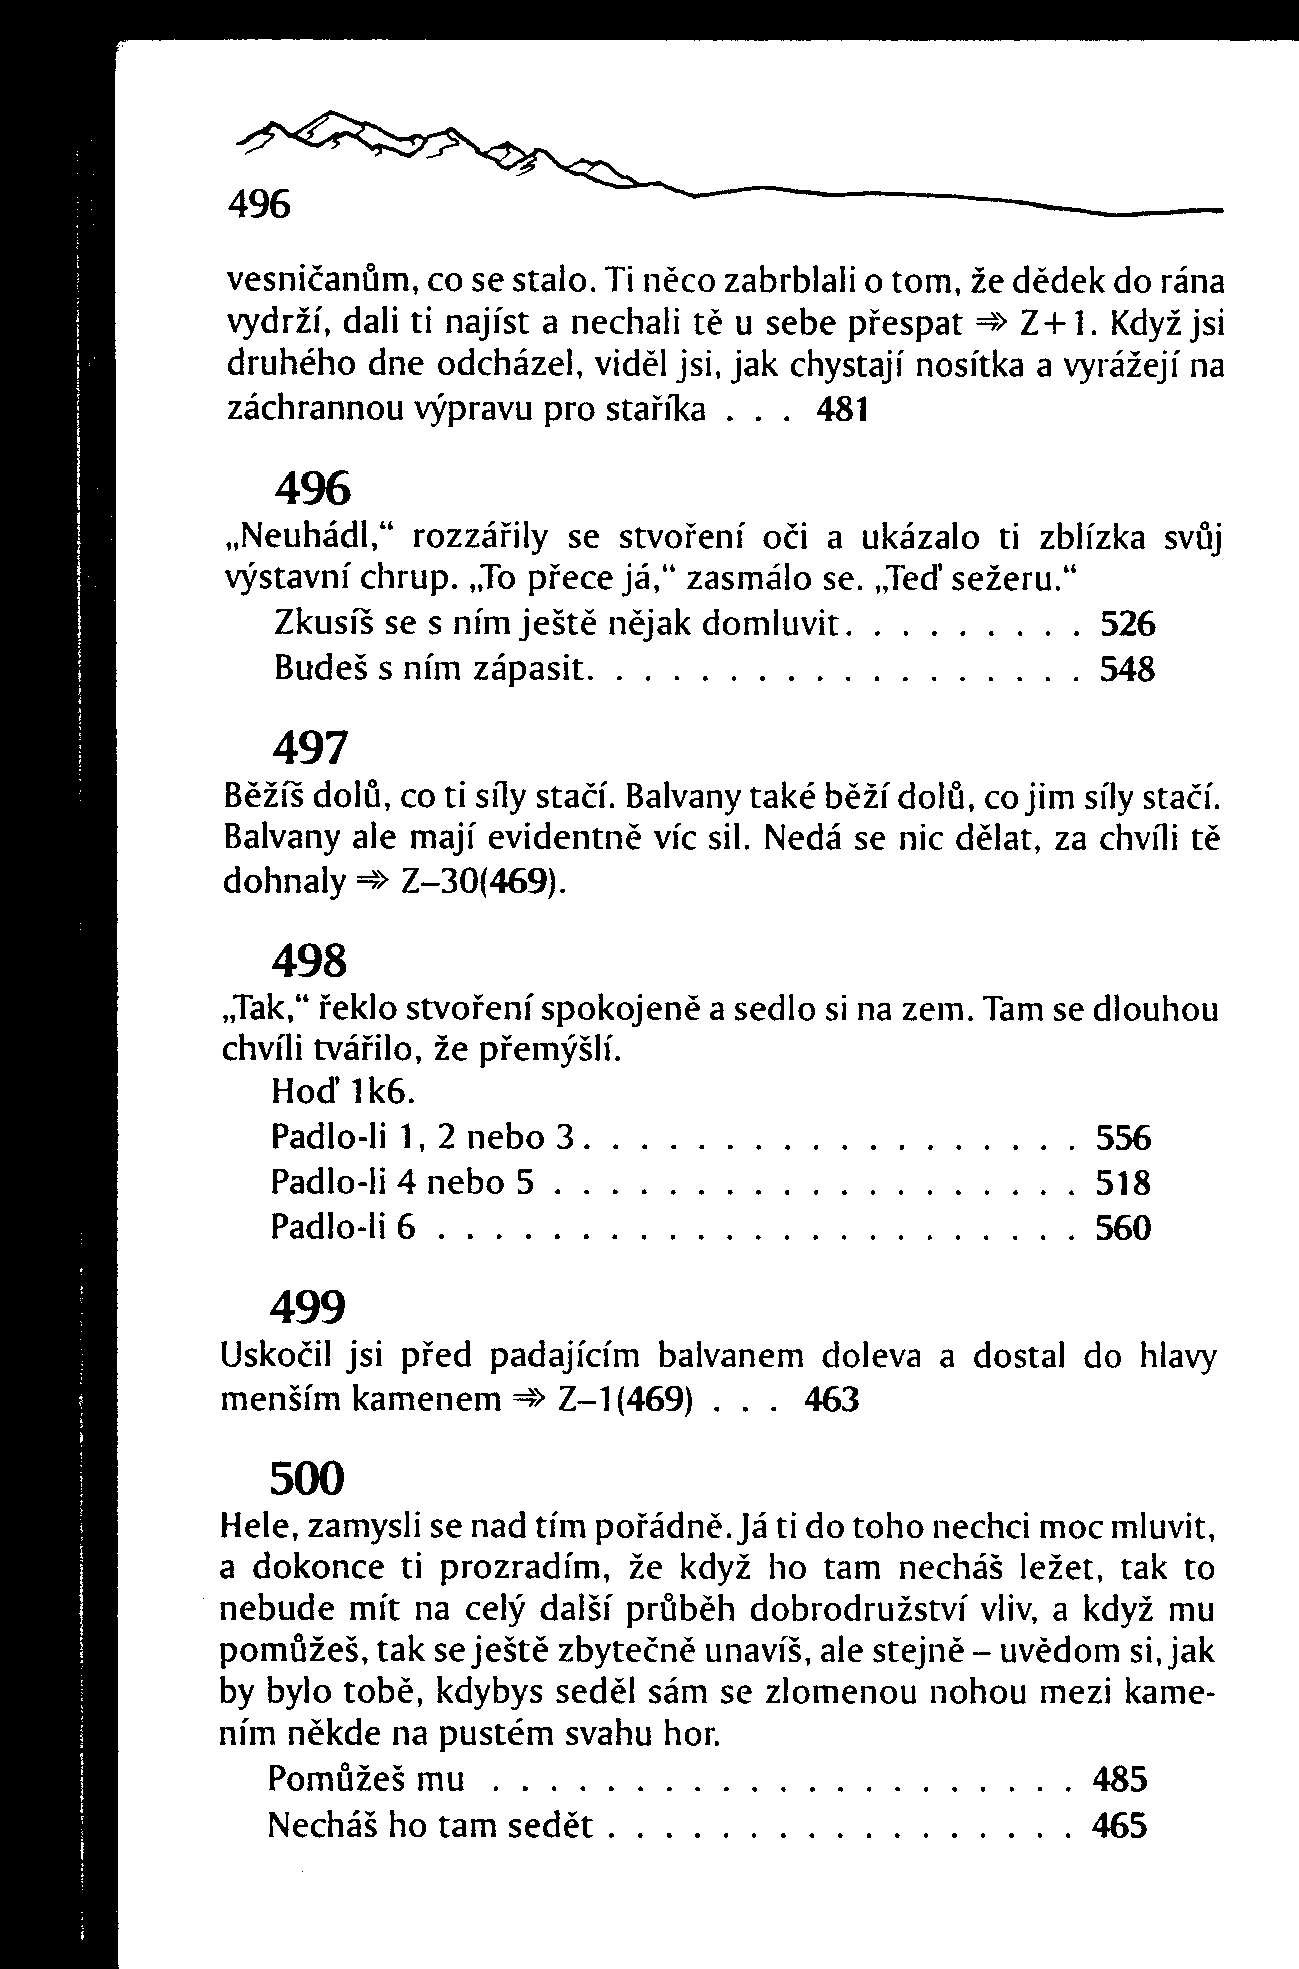 496
vesničanům, co se stalo. Ti něco zabrblali o tom, že dědek do rána
vydrží, dali ti najíst a nechali tě u sebe přespat ⇒ Z+1. Když jsi
druhého dne odcházel, viděl jsi, jak chystají nosítka a vyrážejí na
záchrannou výpravu pro staříka . . . 481
496
„Neuhádl,“ rozzářily se stvoření oči a ukázalo ti zblízka svůj
výstavní chrup. „To přece já,“ zasmálo se. „Teď sežeru.“
Zkusíš se s ním ještě nějak domluvit. . . . . . . . . 526
Budeš s ním zápasit. . . . . . . . . . . . . . . . . . 548
497
Běžíš dolů, co ti síly stačí. Balvany také běží dolů, co jim síly stačí.
Balvany ale mají evidentně víc sil. Nedá se nic dělat, za chvíli tě
dohnaly ⇒ Z–30(469).
498
„Tak,“ řeklo stvoření spokojeně a sedlo si na zem. Tam se dlouhou
chvíli tvářilo, že přemýšlí.
Hoď 1k6.
Padlo-li 1, 2 nebo 3. . . . . . . . . . . . . . . . . . 556
Padlo-li 4 nebo 5 . . . . . . . . . . . . . . . . . . . 518
Padlo-li 6 . . . . . . . . . . . . . . . . . . . . . . . 560
499
Uskočil jsi před padajícím balvanem doleva a dostal do hlavy
menším kamenem ⇒ Z–1(469) . . . 463
500
Hele, zamysli se nad tím pořádně. Já ti do toho nechci moc mluvit,
a dokonce ti prozradím, že když ho tam necháš ležet, tak to
nebude mít na celý další průběh dobrodružství vliv, a když mu
pomůžeš, tak se ještě zbytečně unavíš, ale stejně – uvědom si, jak
by bylo tobě, kdybys seděl sám se zlomenou nohou mezi kame-
ním někde na pustém svahu hor.
Pomůžeš mu . . . . . . . . . . . . . . . . . . . . . 485
Necháš ho tam sedět . . . . . . . . . . . . . . . . . 465